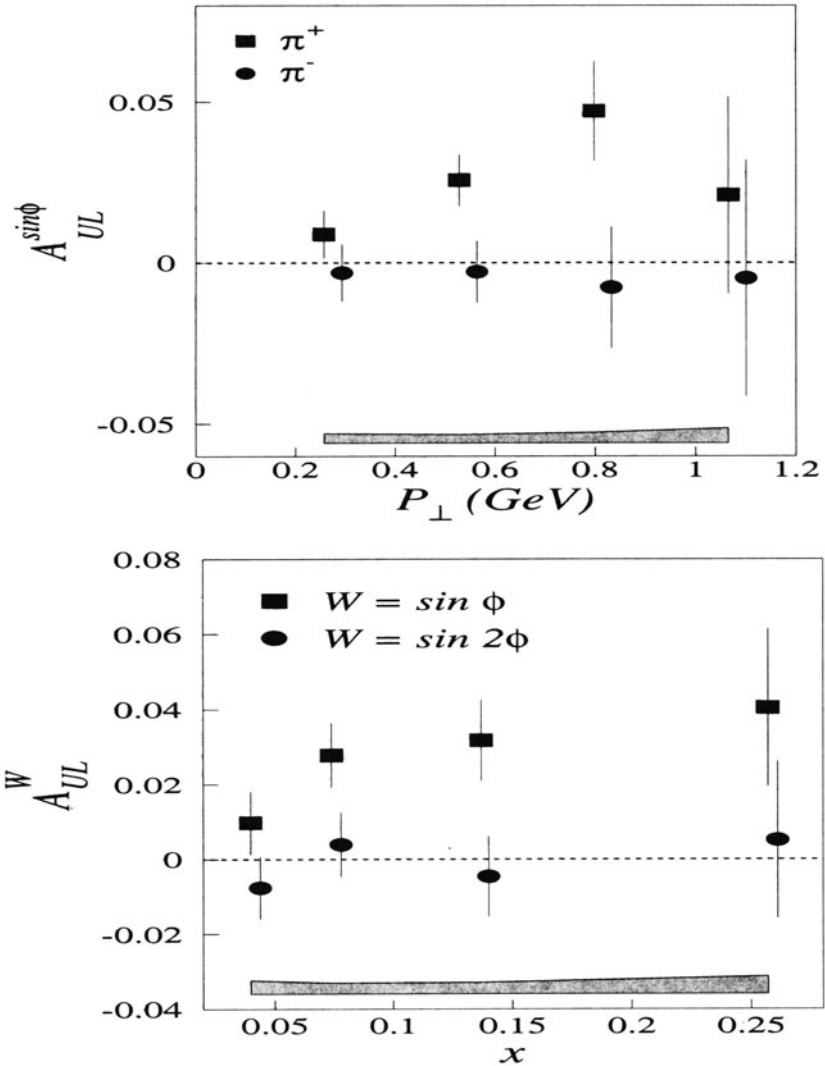 π+
π-
0.05
0
-0.05
A UL sinϕ
0 0.2 0.4 0.6 0.8 1 1.2
P⊥ (GeV)
0.08
W = sin ϕ
0.06
W = sin 2ϕ
0.04
0.02
0
-0.02
-0.04
A UL W
0.05 0.1 0.15 0.2 0.25
x